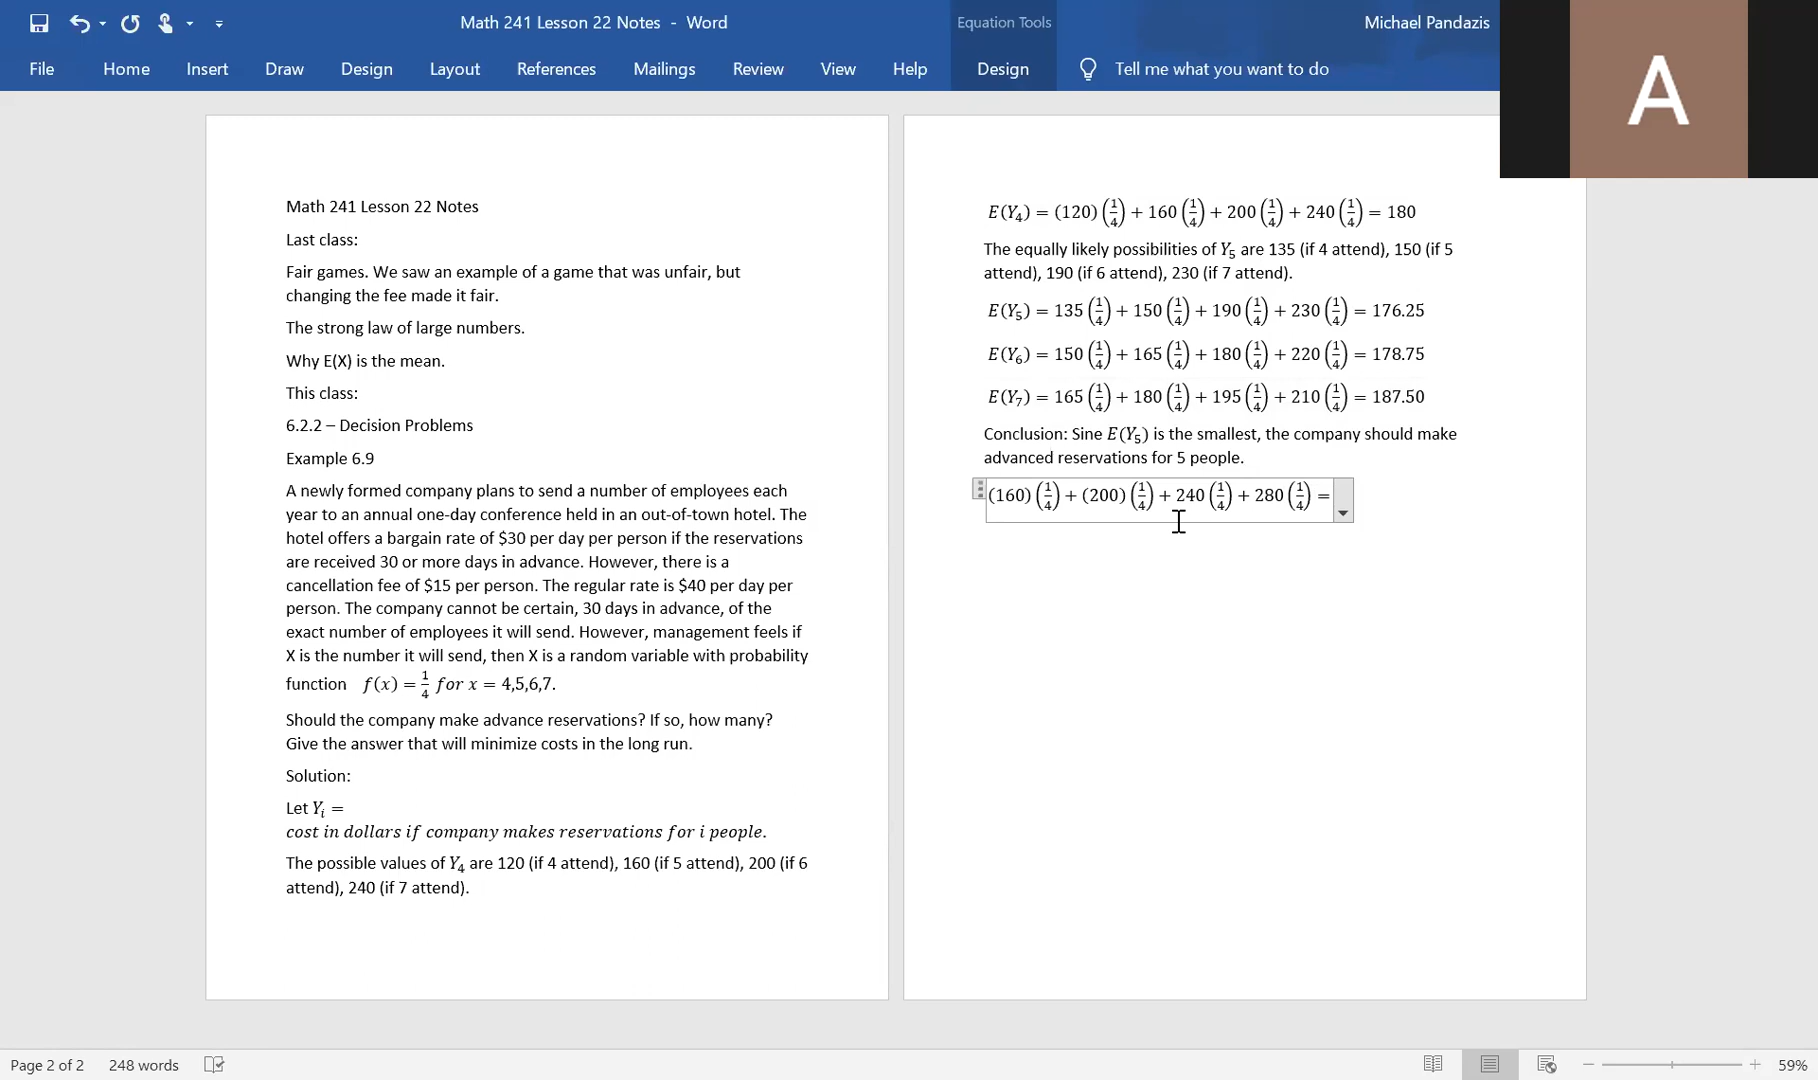 Math 241 Lesson 22 Notes - Word
Equation Tools
Michael Pandazis
A
File Home Insert Draw Design Layout References Mailings Review View Help Design Tell me what you want to do
Math 241 Lesson 22 Notes
Last class:
Fair games. We saw an example of a game that was unfair, but
changing the fee made it fair.
The strong law of large numbers.
Why E(X) is the mean.
This class:
6.2.2 – Decision Problems
Example 6.9
A newly formed company plans to send a number of employees each
year to an annual one-day conference held in an out-of-town hotel. The
hotel offers a bargain rate of $30 per day per person if the reservations
are received 30 or more days in advance. However, there is a
cancellation fee of $15 per person. The regular rate is $40 per day per
person. The company cannot be certain, 30 days in advance, of the
exact number of employees it will send. However, management feels if
X is the number it will send, then X is a random variable with probability
function f(x) = 1/4 for x = 4,5,6,7.
Should the company make advance reservations? If so, how many?
Give the answer that will minimize costs in the long run.
Solution:
Let Y_i =
cost in dollars if company makes reservations for i people.
The possible values of Y_4 are 120 (if 4 attend), 160 (if 5 attend), 200 (if 6
attend), 240 (if 7 attend).
E(Y_4) = (120)(1/4) + 160(1/4) + 200(1/4) + 240(1/4) = 180
The equally likely possibilities of Y_5 are 135 (if 4 attend), 150 (if 5
attend), 190 (if 6 attend), 230 (if 7 attend).
E(Y_5) = 135(1/4) + 150(1/4) + 190(1/4) + 230(1/4) = 176.25
E(Y_6) = 150(1/4) + 165(1/4) + 180(1/4) + 220(1/4) = 178.75
E(Y_7) = 165(1/4) + 180(1/4) + 195(1/4) + 210(1/4) = 187.50
Conclusion: Sine E(Y_5) is the smallest, the company should make
advanced reservations for 5 people.
(160)(1/4) + (200)(1/4) + 240(1/4) + 280(1/4) =
Page 2 of 2 248 words
59%